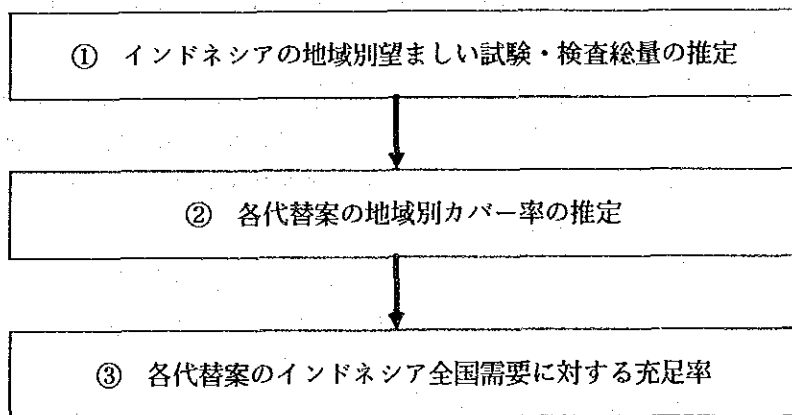 ① インドネシアの地域別望ましい試験・検査総量の推定
② 各代替案の地域別カバー率の推定
③ 各代替案のインドネシア全国需要に対する充足率